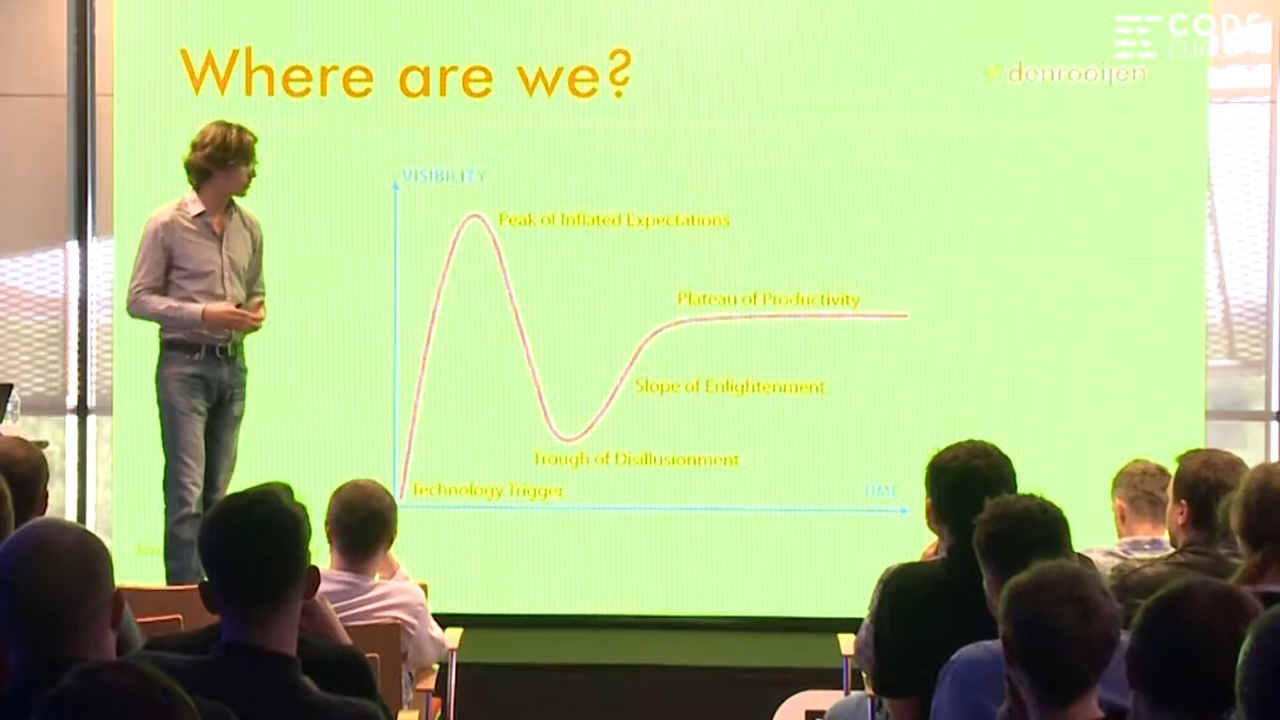 CODE
Where are we?
denrooijen
VISIBILITY
Peak of Inflated Expectations
Plateau of Productivity
Slope of Enlightenment
Trough of Disillusionment
Technology Trigger
TIME